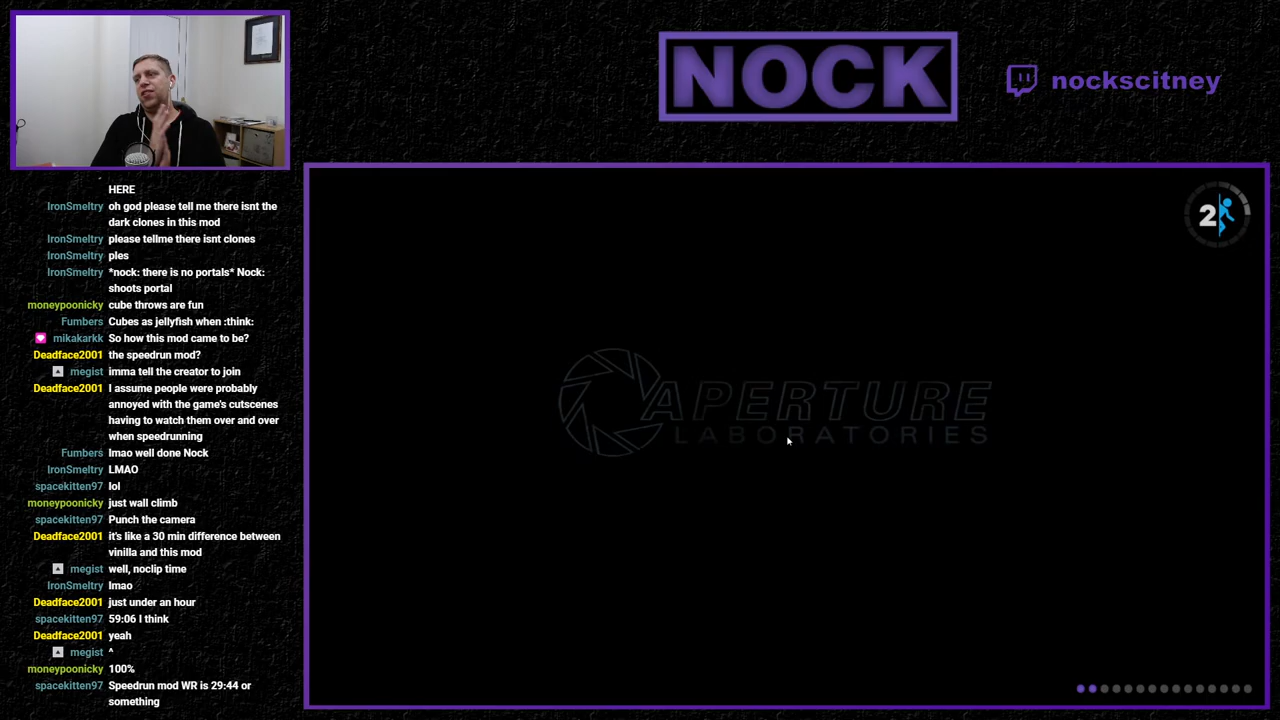 NOCK
nockscitney
HERE
IronSmeltry oh god please tell me there isnt the
dark clones in this mod
IronSmeltry please tellme there isnt clones
IronSmeltry ples
IronSmeltry *nock: there is no portals* Nock:
shoots portal
moneypoonicky cube throws are fun
Fumbers Cubes as jellyfish when :think:
mikakarkk So how this mod came to be?
Deadface2001 the speedrun mod?
megist imma tell the creator to join
Deadface2001 I assume people were probably
annoyed with the game's cutscenes
having to watch them over and over
when speedrunning
Fumbers lmao well done Nock
IronSmeltry LMAO
spacekitten97 lol
moneypoonicky just wall climb
spacekitten97 Punch the camera
Deadface2001 it's like a 30 min difference between
vinilla and this mod
megist well, noclip time
IronSmeltry lmao
Deadface2001 just under an hour
spacekitten97 59:06 I think
Deadface2001 yeah
megist ^
moneypoonicky 100%
spacekitten97 Speedrun mod WR is 29:44 or
something
2
APERTURE
LABORATORIES